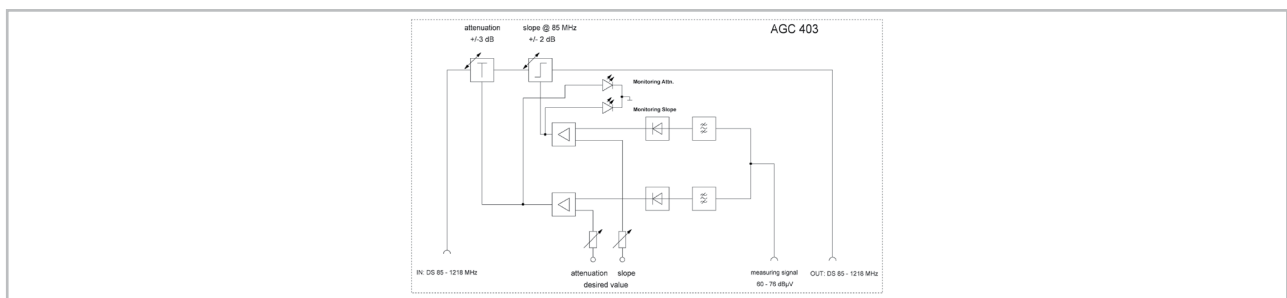 attenuation
+/-3 dB
slope @ 85 MHz
+/- 2 dB
AGC 403
Monitoring Attn.
Monitoring Slope
IN: DS 85 - 1218 MHz
attenuation slope
desired value
measuring signal
60 - 76 dBµV
OUT: DS 85 - 1218 MHz